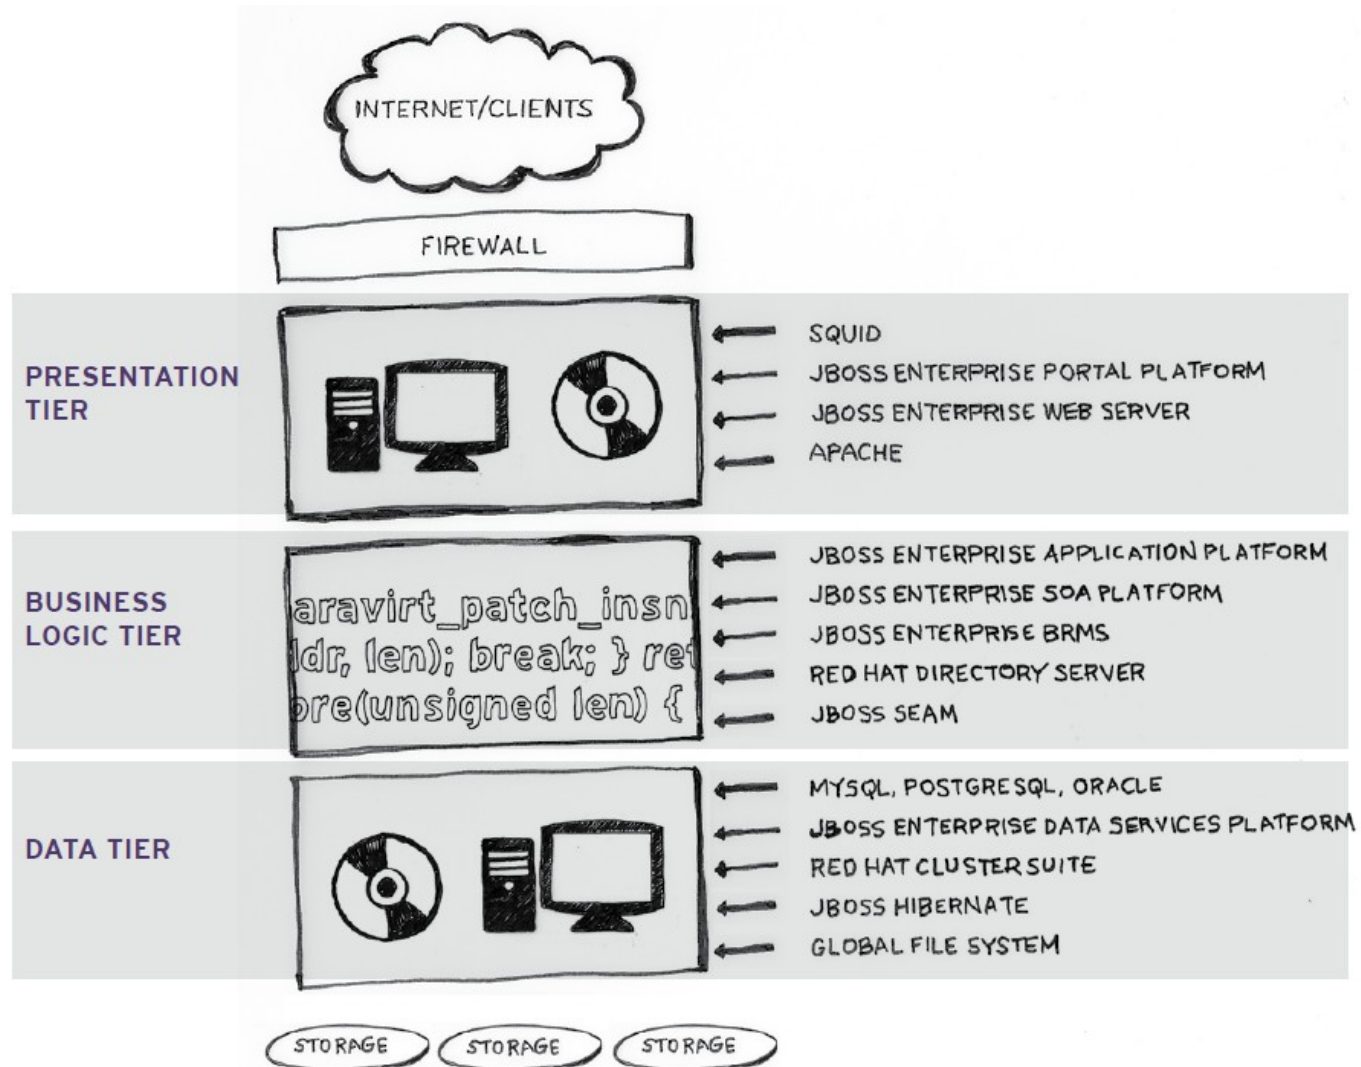 INTERNET/CLIENTS
FIREWALL
PRESENTATION
TIER
SQUID
JBOSS ENTERPRISE PORTAL PLATFORM
JBOSS ENTERPRISE WEB SERVER
APACHE
BUSINESS
LOGIC TIER
aravirt_patch_insn
ddr, len); break; } ret
ore(unsigned len) {
JBOSS ENTERPRISE APPLICATION PLATFORM
JBOSS ENTERPRISE SOA PLATFORM
JBOSS ENTERPRISE BRMS
RED HAT DIRECTORY SERVER
JBOSS SEAM
DATA TIER
MYSQL, POSTGRESQL, ORACLE
JBOSS ENTERPRISE DATA SERVICES PLATFORM
RED HAT CLUSTER SUITE
JBOSS HIBERNATE
GLOBAL FILE SYSTEM
STORAGE STORAGE STORAGE